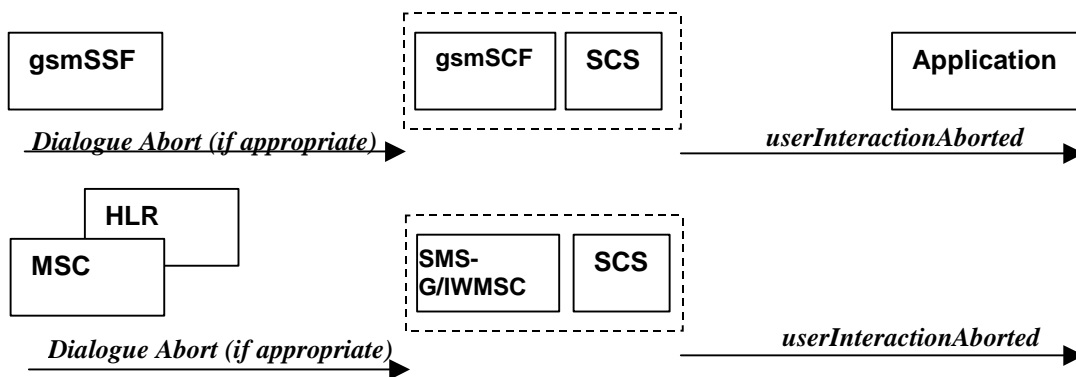 gsmSSF
gsmSCF
SCS
Application
Dialogue Abort (if appropriate)
userInteractionAborted
HLR
MSC
SMS-
G/IWMSC
SCS
Dialogue Abort (if appropriate)
userInteractionAborted